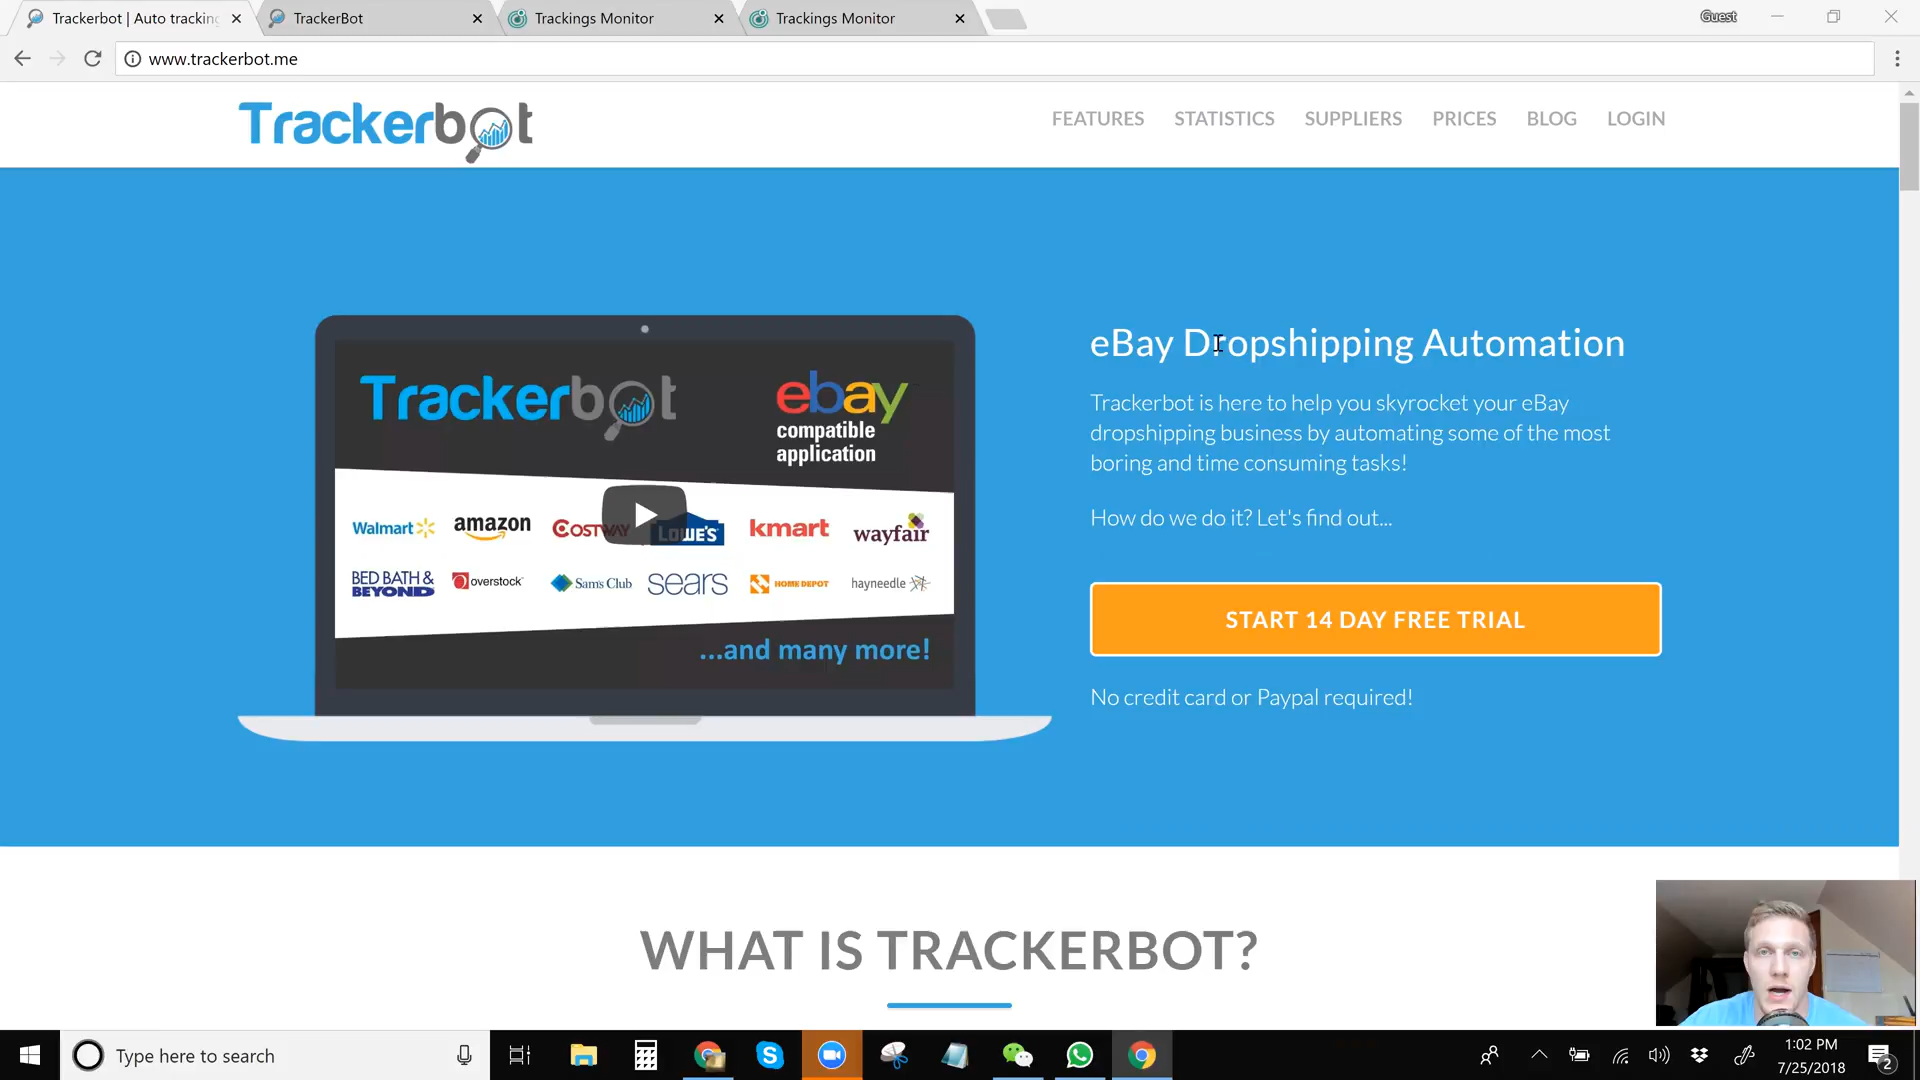 Trackerbot | Auto tracking
TrackerBot
Trackings Monitor
Trackings Monitor
Guest
www.trackerbot.me
Trackerbot
FEATURES
STATISTICS
SUPPLIERS
PRICES
BLOG
LOGIN
Trackerbot
ebay
compatible
application
Walmart
amazon
COSTWAY
LOWE'S
kmart
wayfair
BED BATH &
BEYOND
overstock
Sam's Club
sears
HOME DEPOT
hayneedle
...and many more!
eBay Dropshipping Automation
Trackerbot is here to help you skyrocket your eBay
dropshipping business by automating some of the most
boring and time consuming tasks!
How do we do it? Let's find out...
START 14 DAY FREE TRIAL
No credit card or Paypal required!
WHAT IS TRACKERBOT?
Type here to search
1:02 PM
7/25/2018
2